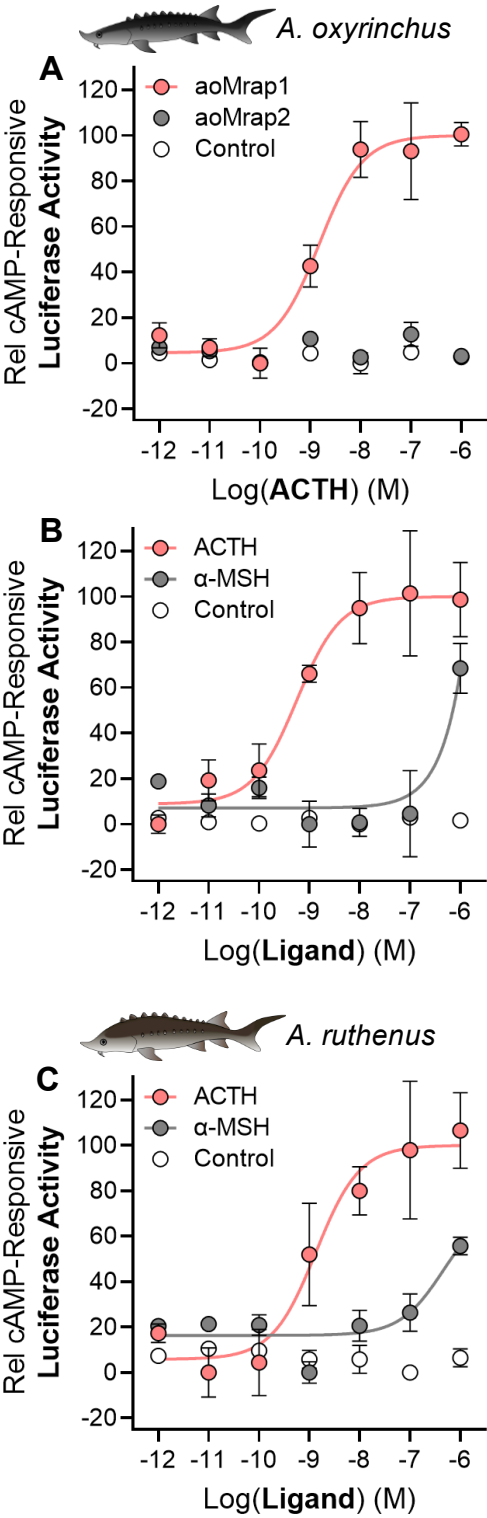 A. oxyrinchus
A
Rel cAMP-Responsive
Luciferase Activity
aoMrap1
aoMrap2
Control
120
100
80
60
40
20
0
-20
-12 -11 -10 -9 -8 -7 -6
Log(ACTH) (M)
B
Rel cAMP-Responsive
Luciferase Activity
ACTH
α-MSH
Control
120
100
80
60
40
20
0
-20
-12 -11 -10 -9 -8 -7 -6
Log(Ligand) (M)
A. ruthenus
C
Rel cAMP-Responsive
Luciferase Activity
ACTH
α-MSH
Control
120
100
80
60
40
20
0
-20
-12 -11 -10 -9 -8 -7 -6
Log(Ligand) (M)